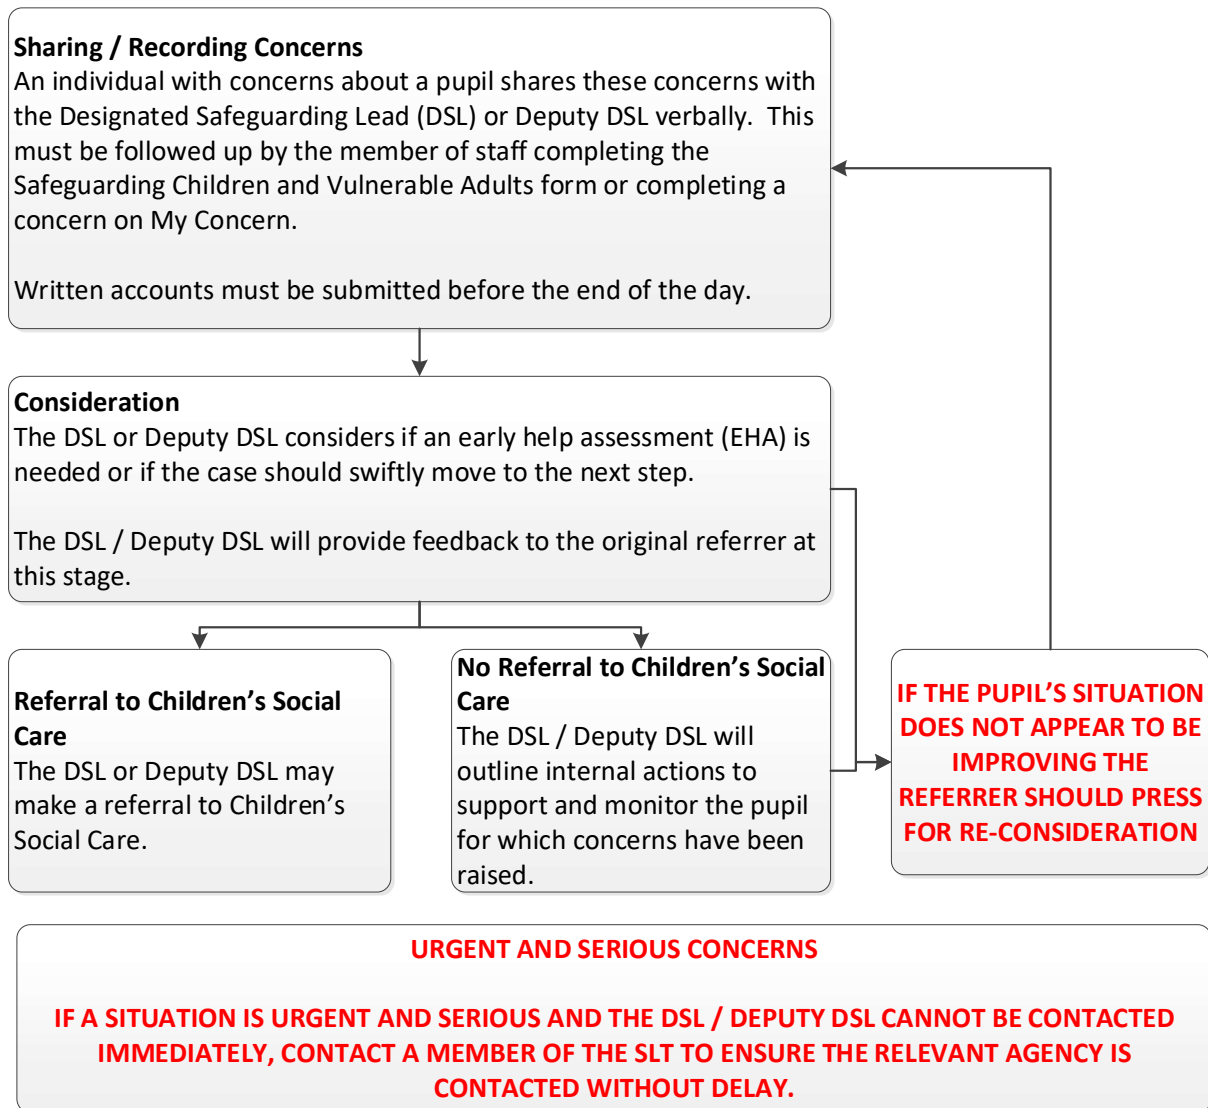 Sharing / Recording Concerns
An individual with concerns about a pupil shares these concerns with
the Designated Safeguarding Lead (DSL) or Deputy DSL verbally.  This
must be followed up by the member of staff completing the
Safeguarding Children and Vulnerable Adults form or completing a
concern on My Concern.
Written accounts must be submitted before the end of the day.
Consideration
The DSL or Deputy DSL considers if an early help assessment (EHA) is
needed or if the case should swiftly move to the next step.
The DSL / Deputy DSL will provide feedback to the original referrer at
this stage.
Referral to Children’s Social
Care
The DSL or Deputy DSL may
make a referral to Children’s
Social Care.
No Referral to Children’s Social
Care
The DSL / Deputy DSL will
outline internal actions to
support and monitor the pupil
for which concerns have been
raised.
IF THE PUPIL’S SITUATION
DOES NOT APPEAR TO BE
IMPROVING THE
REFERRER SHOULD PRESS
FOR RE-CONSIDERATION
URGENT AND SERIOUS CONCERNS
IF A SITUATION IS URGENT AND SERIOUS AND THE DSL / DEPUTY DSL CANNOT BE CONTACTED
IMMEDIATELY, CONTACT A MEMBER OF THE SLT TO ENSURE THE RELEVANT AGENCY IS
CONTACTED WITHOUT DELAY.